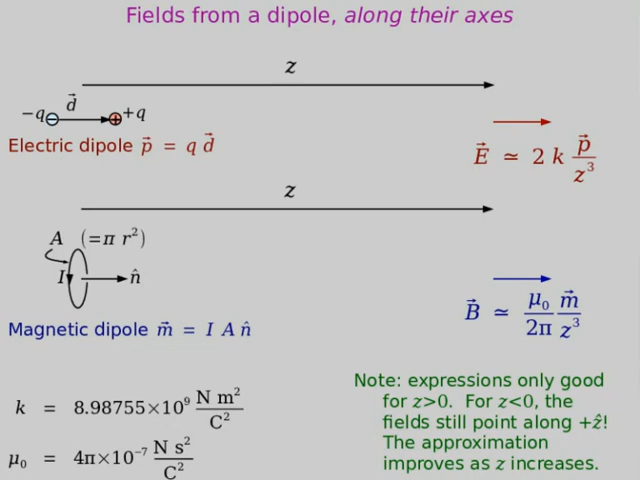 Fields from a dipole, along their axes
z
−q ⊖ d⃗ ⊕ +q
Electric dipole p⃗ = q d⃗
E⃗ ≃ 2 k p⃗ / z³
z
A (=π r²)
I n̂
B⃗ ≃ μ₀ / 2π m⃗ / z³
Magnetic dipole m⃗ = I A n̂
k = 8.98755×10⁹ N m² / C²
μ₀ = 4π×10⁻⁷ N s² / C²
Note: expressions only good
for z>0. For z<0, the
fields still point along +ẑ!
The approximation
improves as z increases.